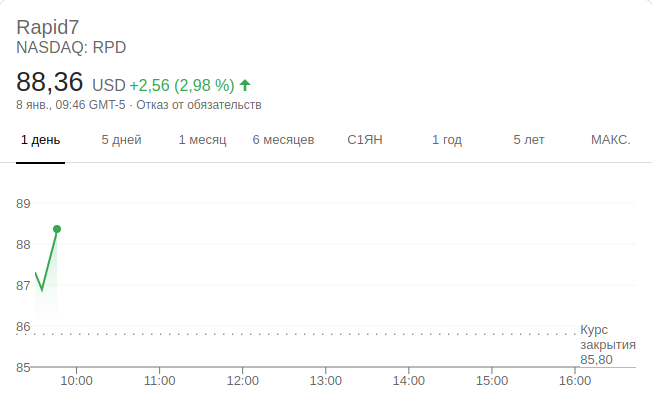 Rapid7
NASDAQ: RPD
88,36 USD +2,56 (2,98 %)
8 янв., 09:46 GMT-5 · Отказ от обязательств
1 день 5 дней 1 месяц 6 месяцев С1ЯН 1 год 5 лет МАКС.
89
88
87
86
Курс
закрытия
85,80
85
10:00 11:00 12:00 13:00 14:00 15:00 16:00